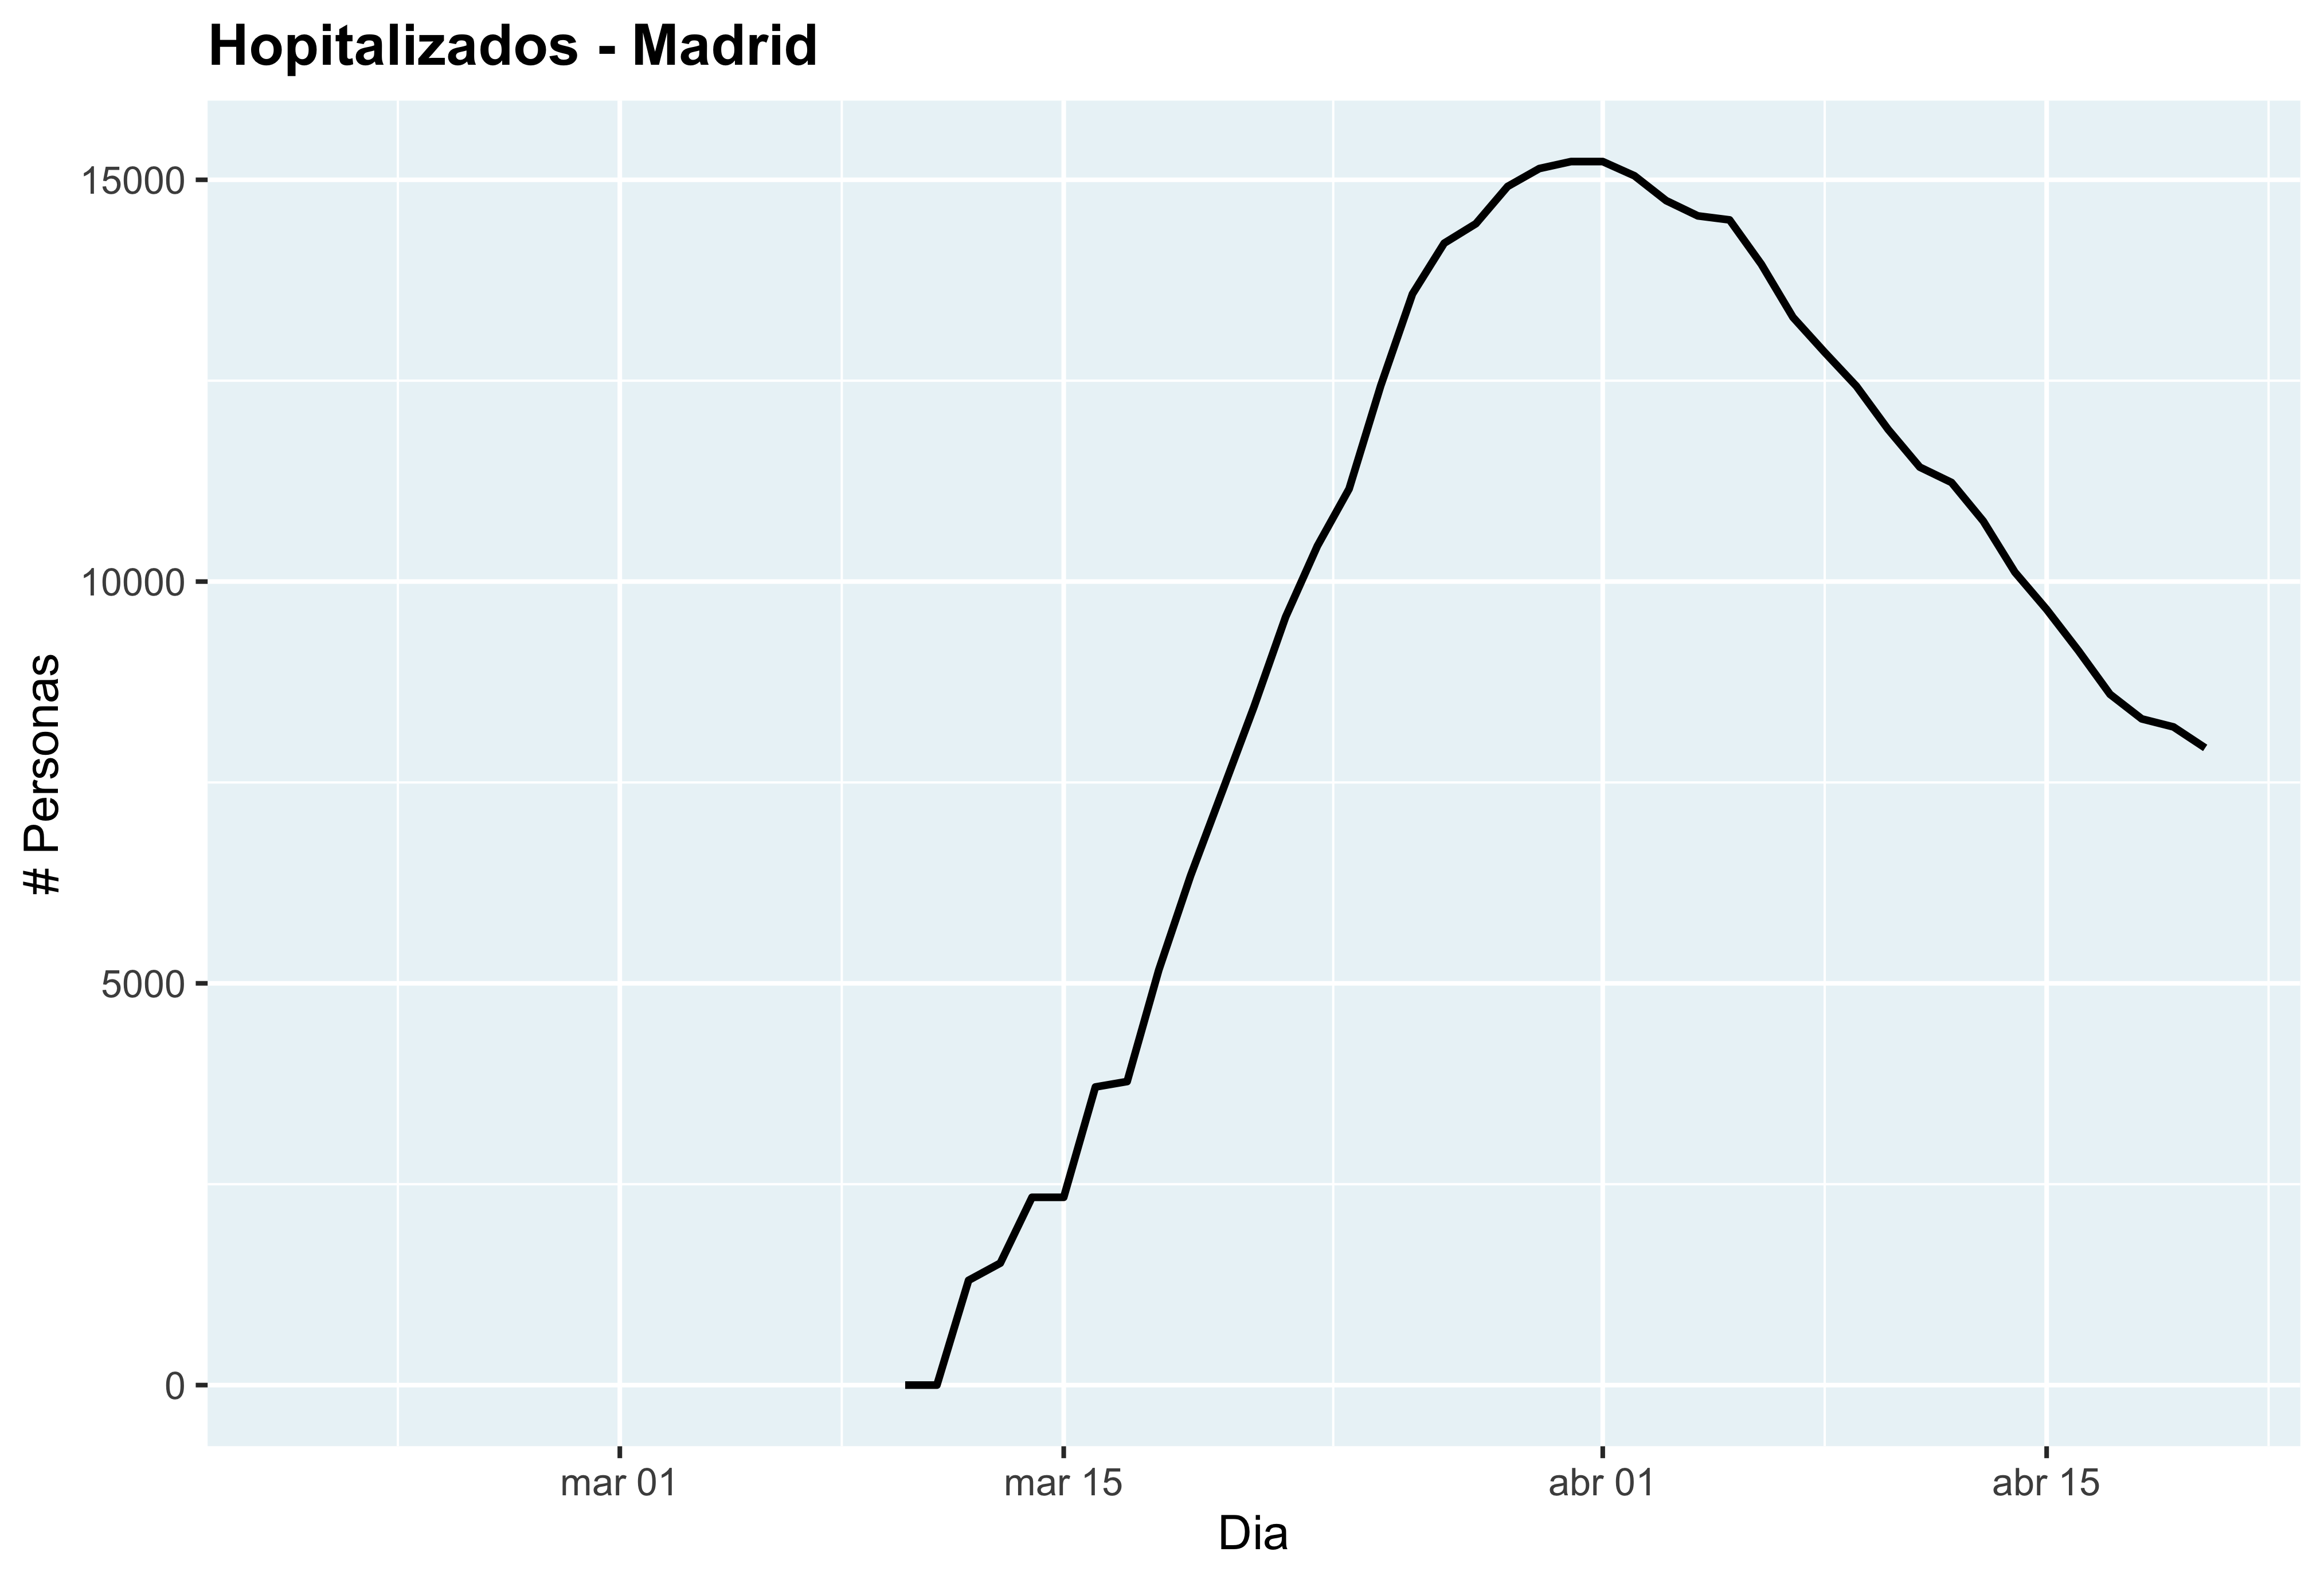 Hopitalizados - Madrid
15000
10000
5000
0
# Personas
mar 01
mar 15
abr 01
abr 15
Dia